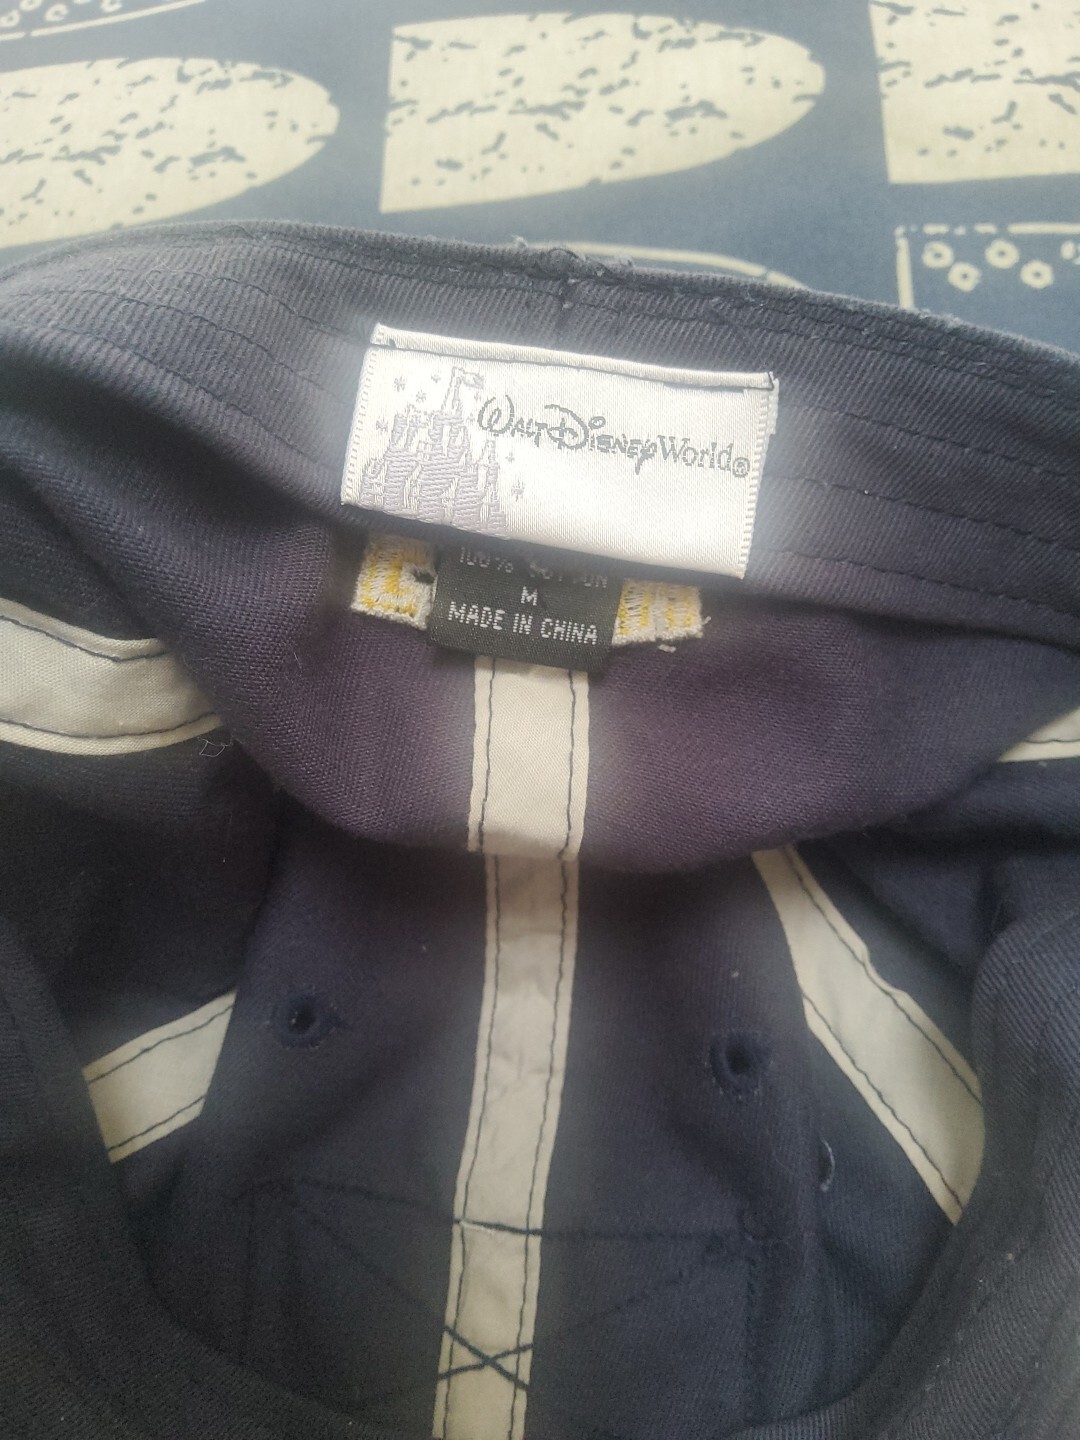 WALT DISNEY World®
100% COTTON
M
MADE IN CHINA